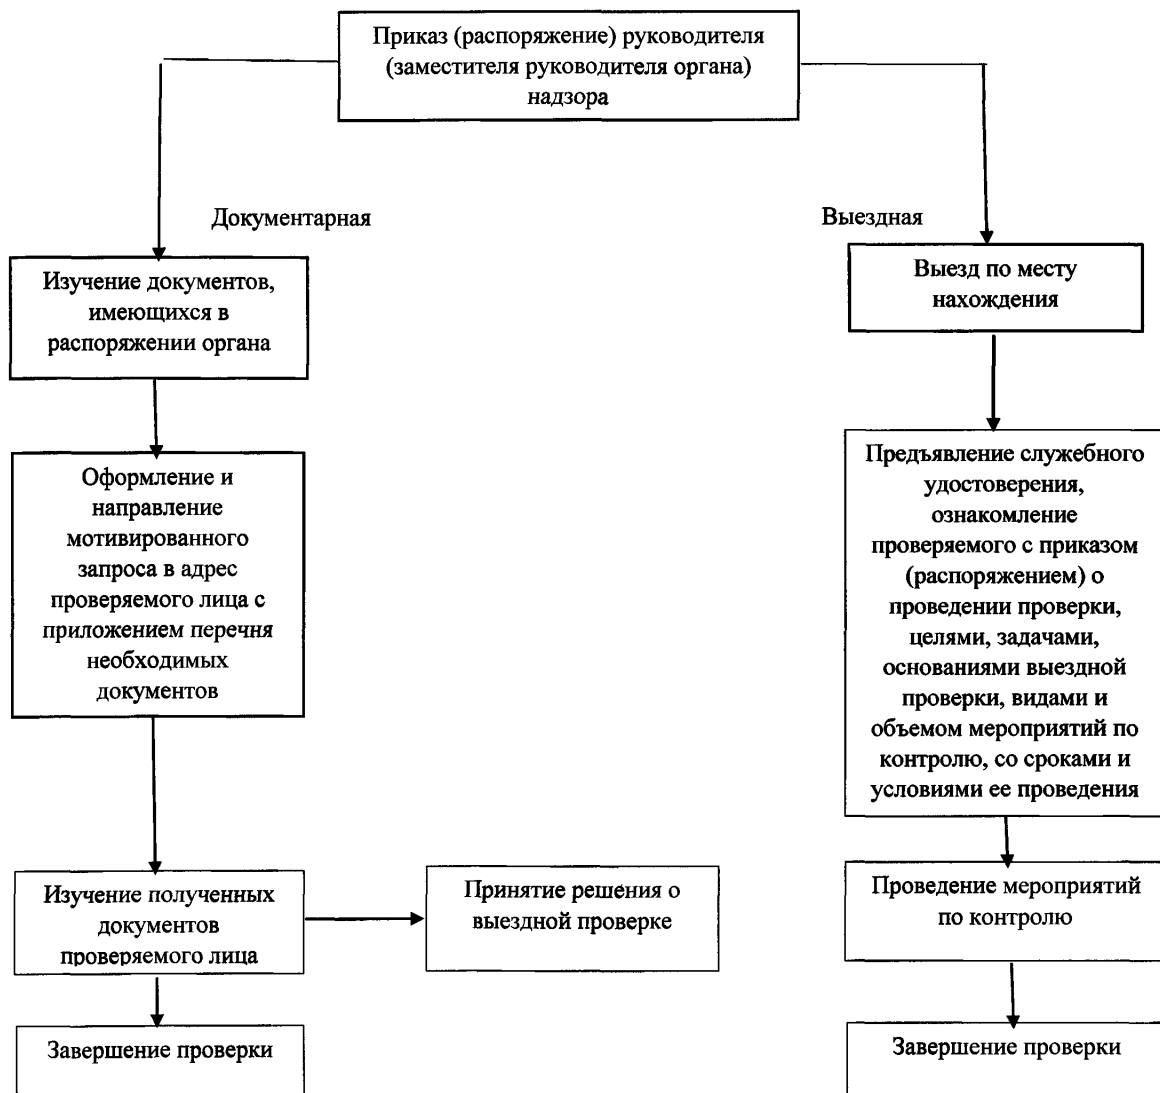 Приказ (распоряжение) руководителя
(заместителя руководителя органа)
надзора
Документарная
Выездная
Изучение документов,
имеющихся в
распоряжении органа
Выезд по месту
нахождения
Оформление и
направление
мотивированного
запроса в адрес
проверяемого лица с
приложением перечня
необходимых
документов
Предъявление служебного
удостоверения,
ознакомление
проверяемого с приказом
(распоряжением) о
проведении проверки,
целями, задачами,
основаниями выездной
проверки, видами и
объемом мероприятий по
контролю, со сроками и
условиями ее проведения
Изучение полученных
документов
проверяемого лица
Принятие решения о
выездной проверке
Проведение мероприятий
по контролю
Завершение проверки
Завершение проверки